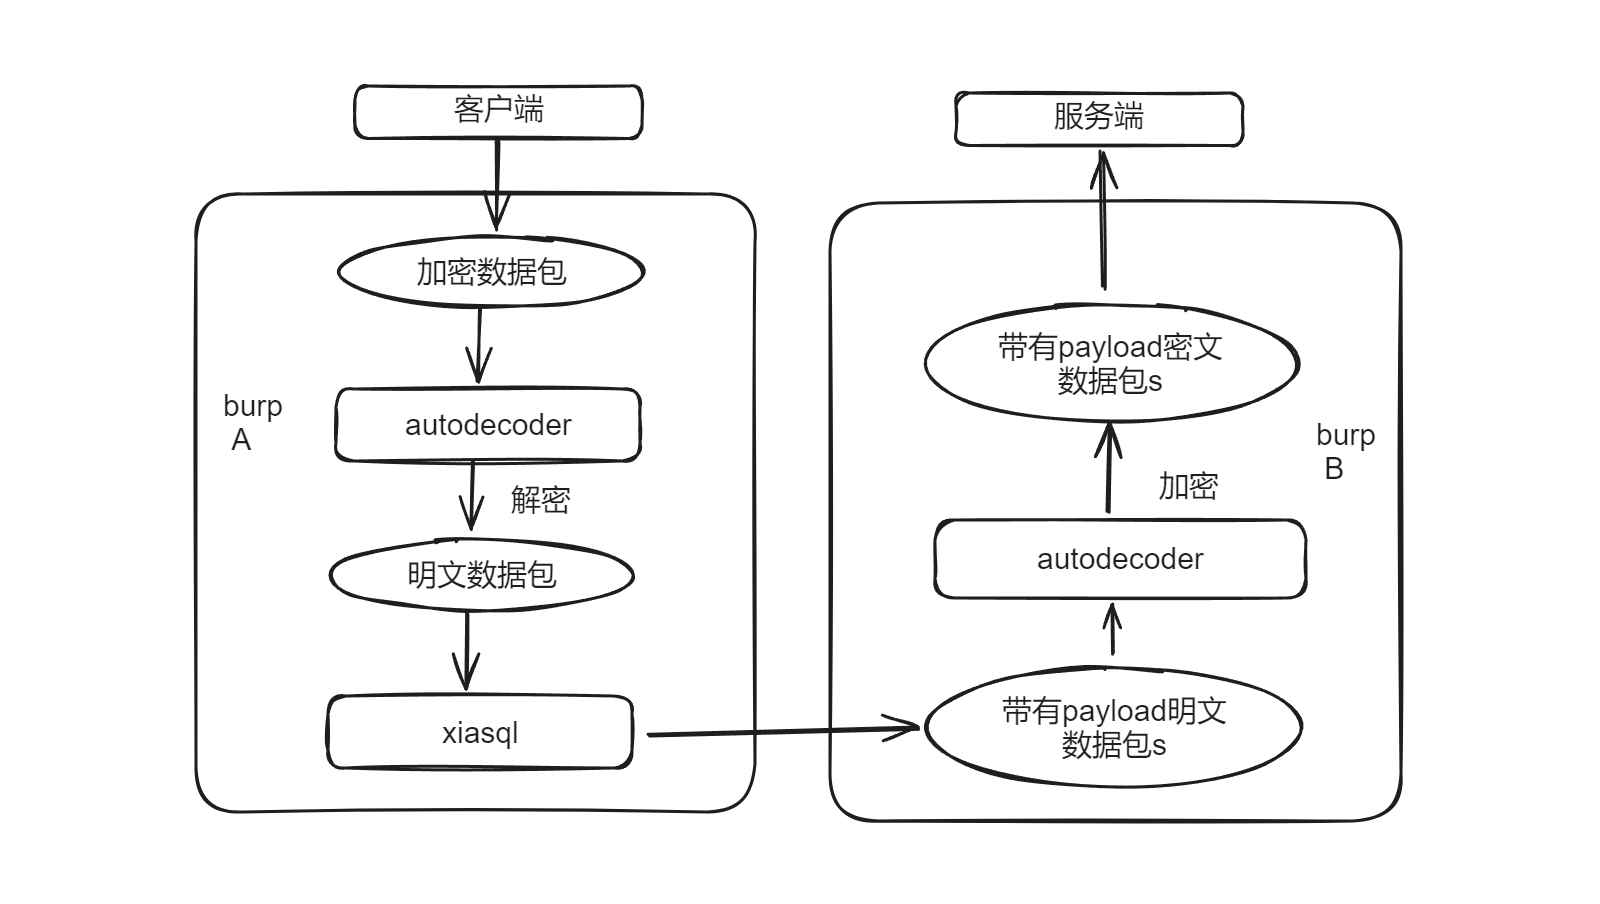 客户端
加密数据包
burp
A
autodecoder
解密
明文数据包
xiasql
服务端
带有payload密文
数据包s
burp
B
加密
autodecoder
带有payload明文
数据包s